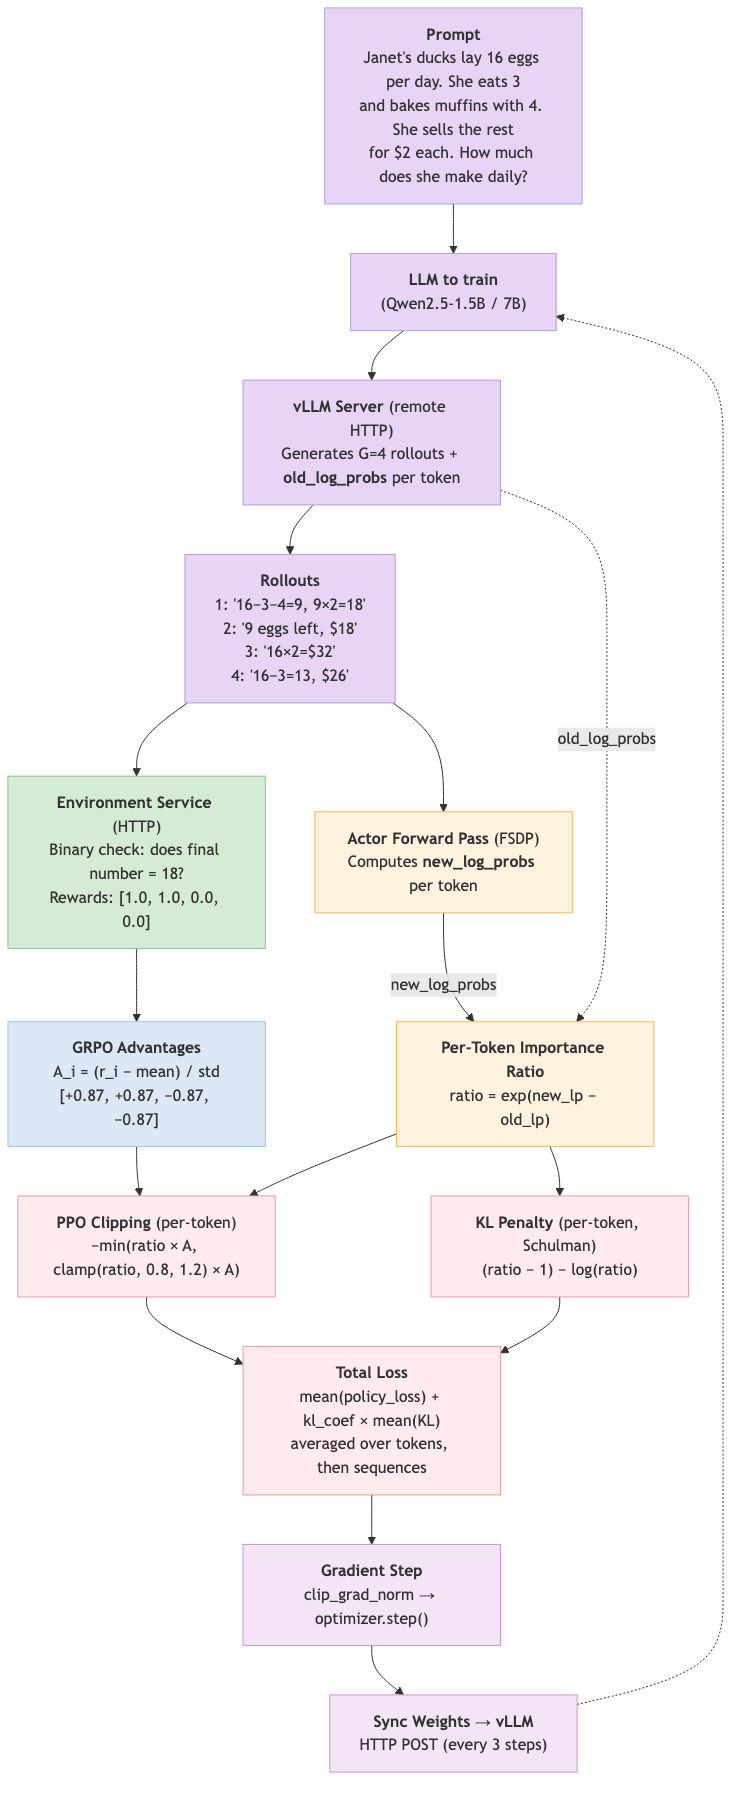 Prompt
Janet's ducks lay 16 eggs
per day. She eats 3
and bakes muffins with 4.
She sells the rest
for $2 each. How much
does she make daily?
LLM to train
(Qwen2.5-1.5B / 7B)
vLLM Server (remote
HTTP)
Generates G=4 rollouts +
old_log_probs per token
Rollouts
1: '16−3−4=9, 9×2=18'
2: '9 eggs left, $18'
3: '16×2=$32'
4: '16−3=13, $26'
old_log_probs
Environment Service
(HTTP)
Binary check: does final
number = 18?
Rewards: [1.0, 1.0, 0.0,
0.0]
Actor Forward Pass (FSDP)
Computes new_log_probs
per token
new_log_probs
GRPO Advantages
A_i = (r_i − mean) / std
[+0.87, +0.87, −0.87,
−0.87]
Per-Token Importance
Ratio
ratio = exp(new_lp −
old_lp)
PPO Clipping (per-token)
−min(ratio × A,
clamp(ratio, 0.8, 1.2) × A)
KL Penalty (per-token,
Schulman)
(ratio − 1) − log(ratio)
Total Loss
mean(policy_loss) +
kl_coef × mean(KL)
averaged over tokens,
then sequences
Gradient Step
clip_grad_norm →
optimizer.step()
Sync Weights → vLLM
HTTP POST (every 3 steps)